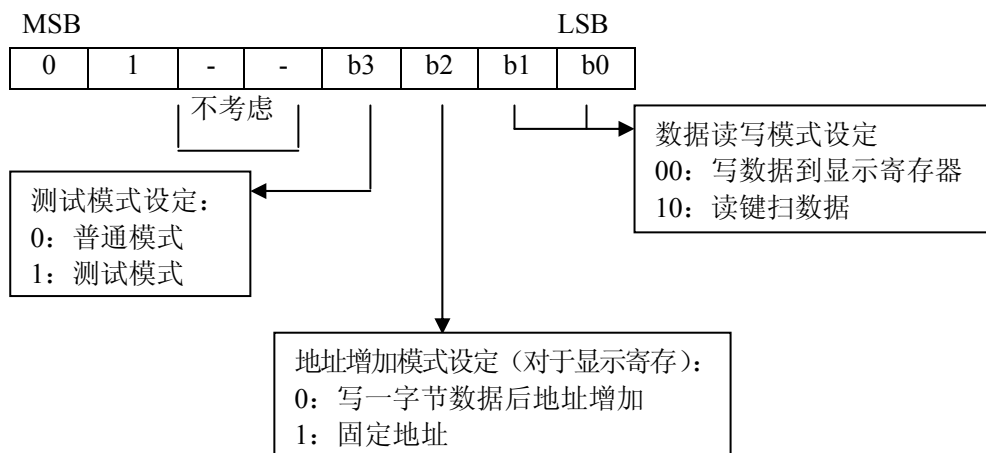 MSB LSB
0 1 - - b3 b2 b1 b0
不考虑
数据读写模式设定
00：写数据到显示寄存器
10：读键扫数据
测试模式设定：
0：普通模式
1：测试模式
地址增加模式设定（对于显示寄存）：
0：写一字节数据后地址增加
1：固定地址